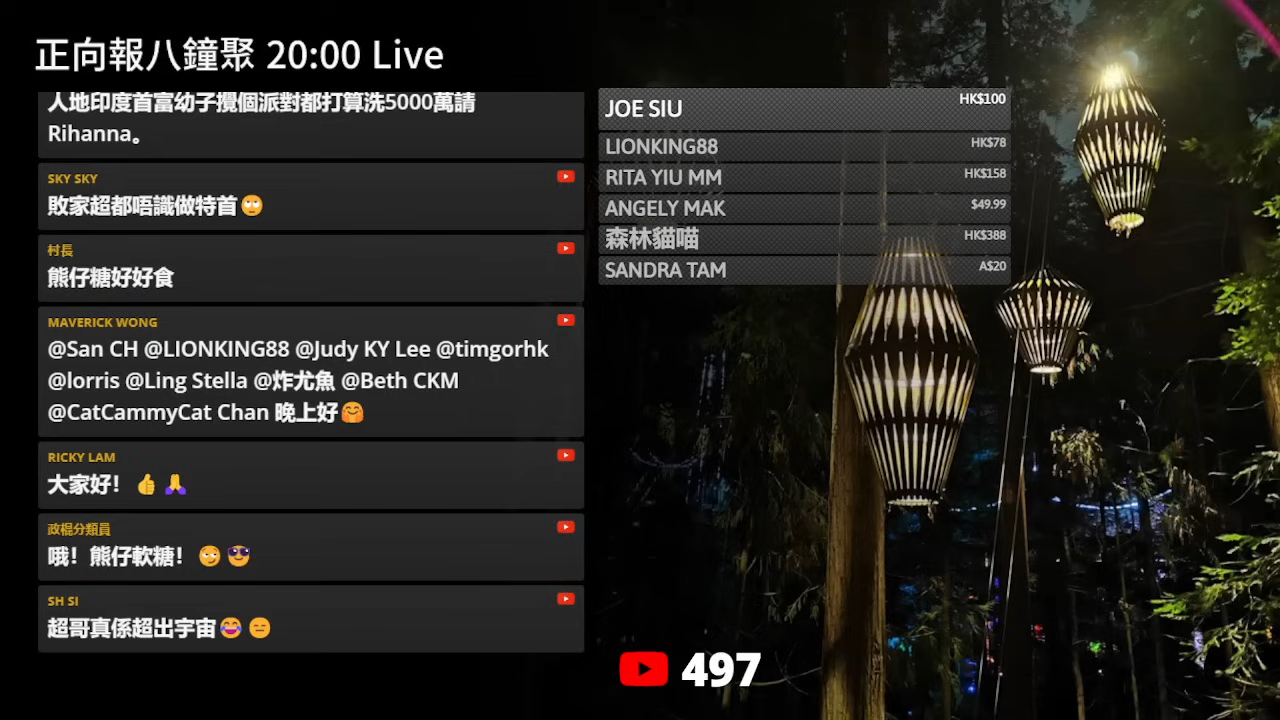 正向報八鐘聚 20:00 Live
人地印度首富幼子攪個派對都打算洗5000萬請
Rihanna。
SKY SKY
敗家超都唔識做特首🙄
村長
熊仔糖好好食
MAVERICK WONG
@San CH @LIONKING88 @Judy KY Lee @timgorhk
@lorris @Ling Stella @炸尤魚 @Beth CKM
@CatCammyCat Chan 晚上好🤗
RICKY LAM
大家好！👍🙏
政棍分類員
哦！熊仔軟糖！🙄😎
SH SI
超哥真係超出宇宙😂😑
JOE SIU HK$100
LIONKING88 HK$78
RITA YIU MM HK$158
ANGELY MAK $49.99
森林貓喵 HK$388
SANDRA TAM A$20
497